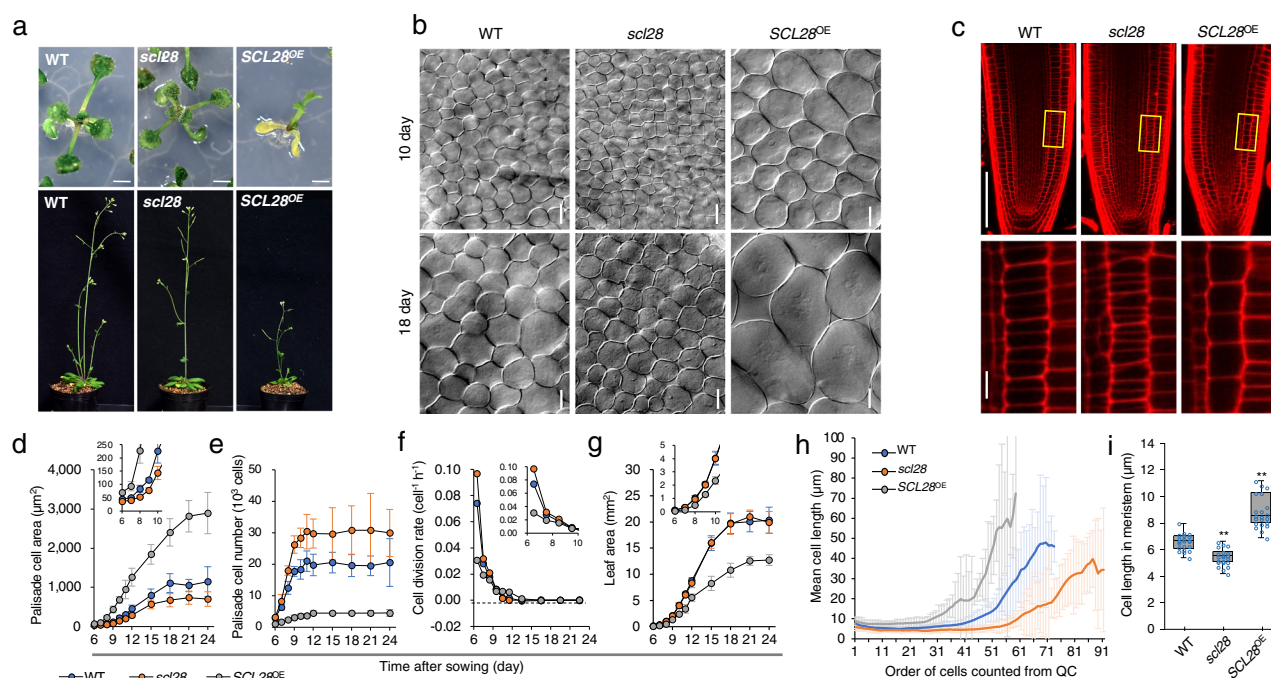 a
WT
scl28
SCL28OE
WT
scl28
SCL28OE
b
WT
scl28
SCL28OE
10 day
18 day
c
WT
scl28
SCL28OE
d
Palisade cell area (µm²)
4,000
3,000
2,000
1,000
0
250
200
150
100
50
0
6 8 10
6 9 12 15 18 21 24
e
Palisade cell number (10³ cells)
50
40
30
20
10
0
6 9 12 15 18 21 24
f
Cell division rate (cell⁻¹ h⁻¹)
0.10
0.08
0.06
0.04
0.02
0.00
-0.02
0.10
0.08
0.06
0.04
0.02
0.00
6 8 10
6 9 12 15 18 21 24
g
Leaf area (mm²)
35
30
25
20
15
10
5
0
5
4
3
2
1
0
6 8 10
6 9 12 15 18 21 24
Time after sowing (day)
WT scl28 SCL28OE
h
Mean cell length (µm)
100
90
80
70
60
50
40
30
20
10
0
WT
scl28
SCL28OE
1 11 21 31 41 51 61 71 81 91
Order of cells counted from QC
i
Cell length in meristem (µm)
14
12
10
8
6
4
2
0
**
**
WT
scl28
SCL28OE